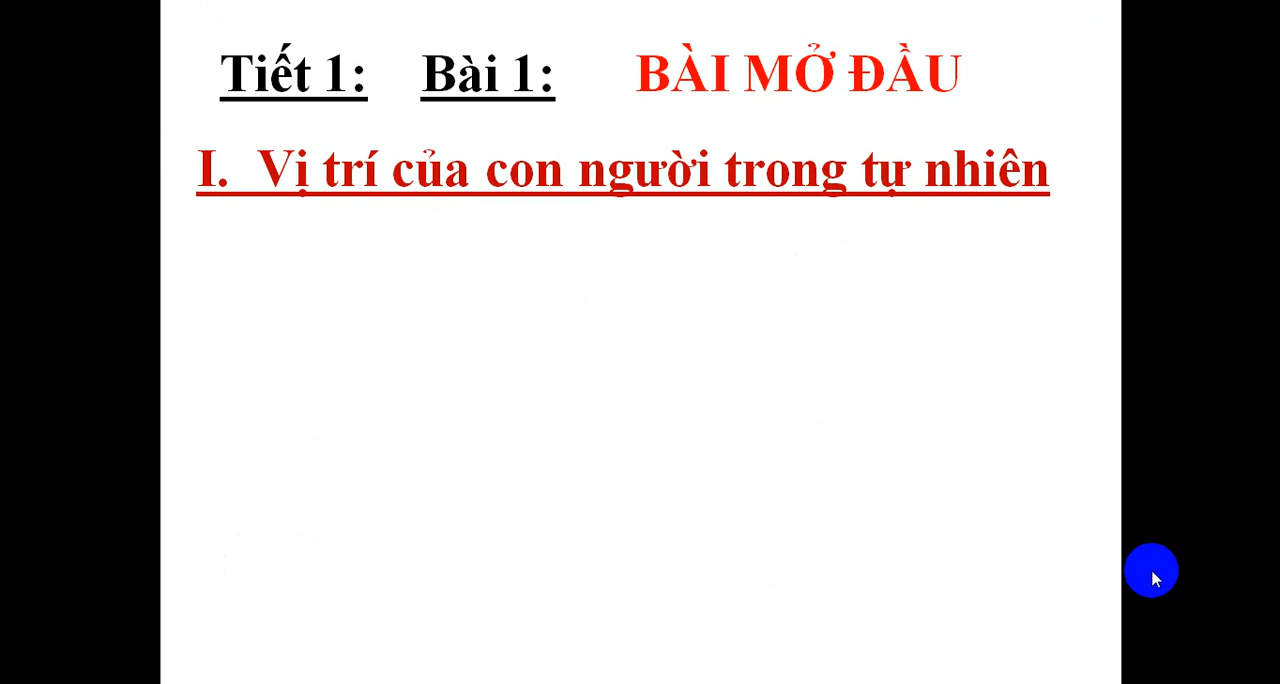 Tiết 1: Bài 1: BÀI MỞ ĐẦU
I. Vị trí của con người trong tự nhiên